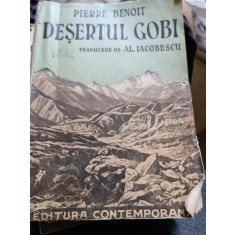 PIERRE BENOIT
DEȘERTUL GOBI
TRADUCERE DE AL. IACOBESCU
EDITURA CONTEMPORAN